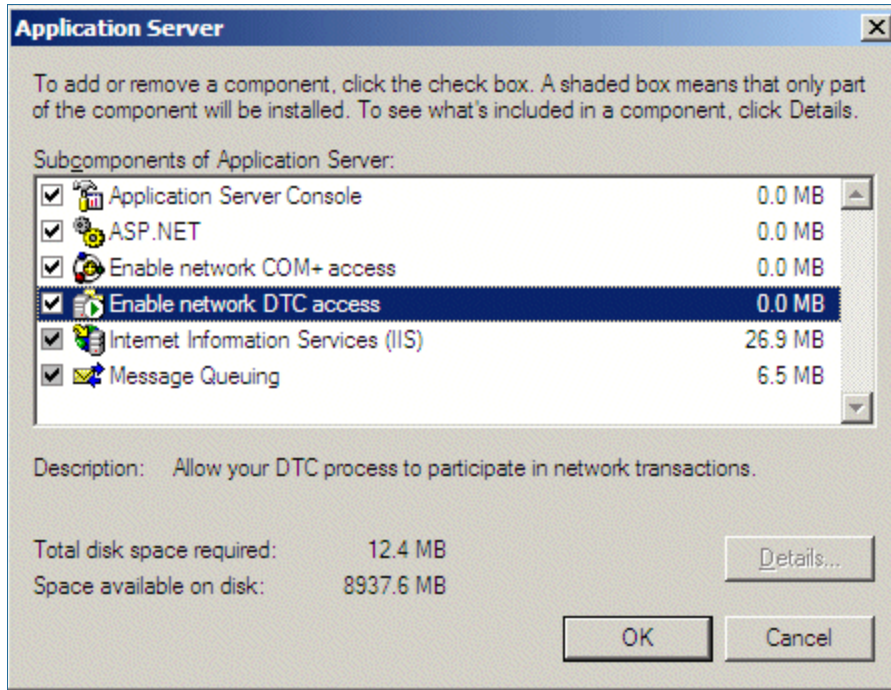 Application Server
To add or remove a component, click the check box. A shaded box means that only part
of the component will be installed. To see what's included in a component, click Details.
Subcomponents of Application Server:
Application Server Console 0.0 MB
ASP.NET 0.0 MB
Enable network COM+ access 0.0 MB
Enable network DTC access 0.0 MB
Internet Information Services (IIS) 26.9 MB
Message Queuing 6.5 MB
Description: Allow your DTC process to participate in network transactions.
Total disk space required: 12.4 MB
Space available on disk: 8937.6 MB
Details...
OK Cancel